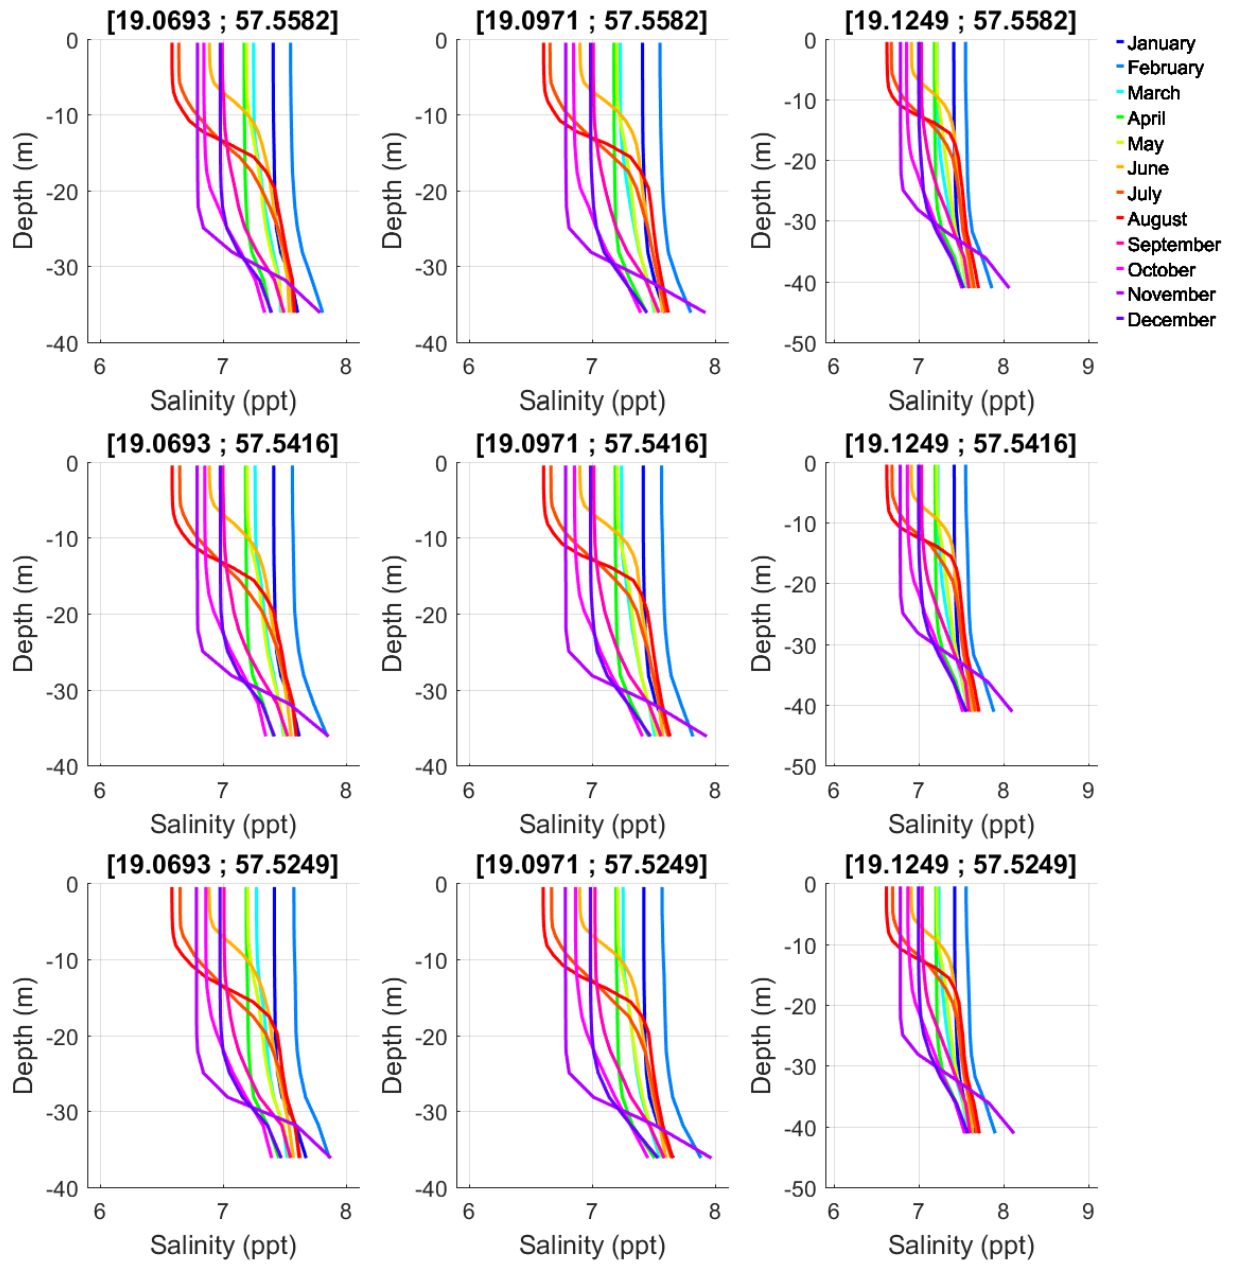 [19.0693 ; 57.5582]
0
-10
-20
-30
-40
6 7 8
Depth (m)
Salinity (ppt)
[19.0971 ; 57.5582]
0
-10
-20
-30
-40
6 7 8
Depth (m)
Salinity (ppt)
[19.1249 ; 57.5582]
0
-10
-20
-30
-40
-50
6 7 8 9
Depth (m)
Salinity (ppt)
January
February
March
April
May
June
July
August
September
October
November
December
[19.0693 ; 57.5416]
0
-10
-20
-30
-40
6 7 8
Depth (m)
Salinity (ppt)
[19.0971 ; 57.5416]
0
-10
-20
-30
-40
6 7 8
Depth (m)
Salinity (ppt)
[19.1249 ; 57.5416]
0
-10
-20
-30
-40
-50
6 7 8 9
Depth (m)
Salinity (ppt)
[19.0693 ; 57.5249]
0
-10
-20
-30
-40
6 7 8
Depth (m)
Salinity (ppt)
[19.0971 ; 57.5249]
0
-10
-20
-30
-40
6 7 8
Depth (m)
Salinity (ppt)
[19.1249 ; 57.5249]
0
-10
-20
-30
-40
-50
6 7 8 9
Depth (m)
Salinity (ppt)